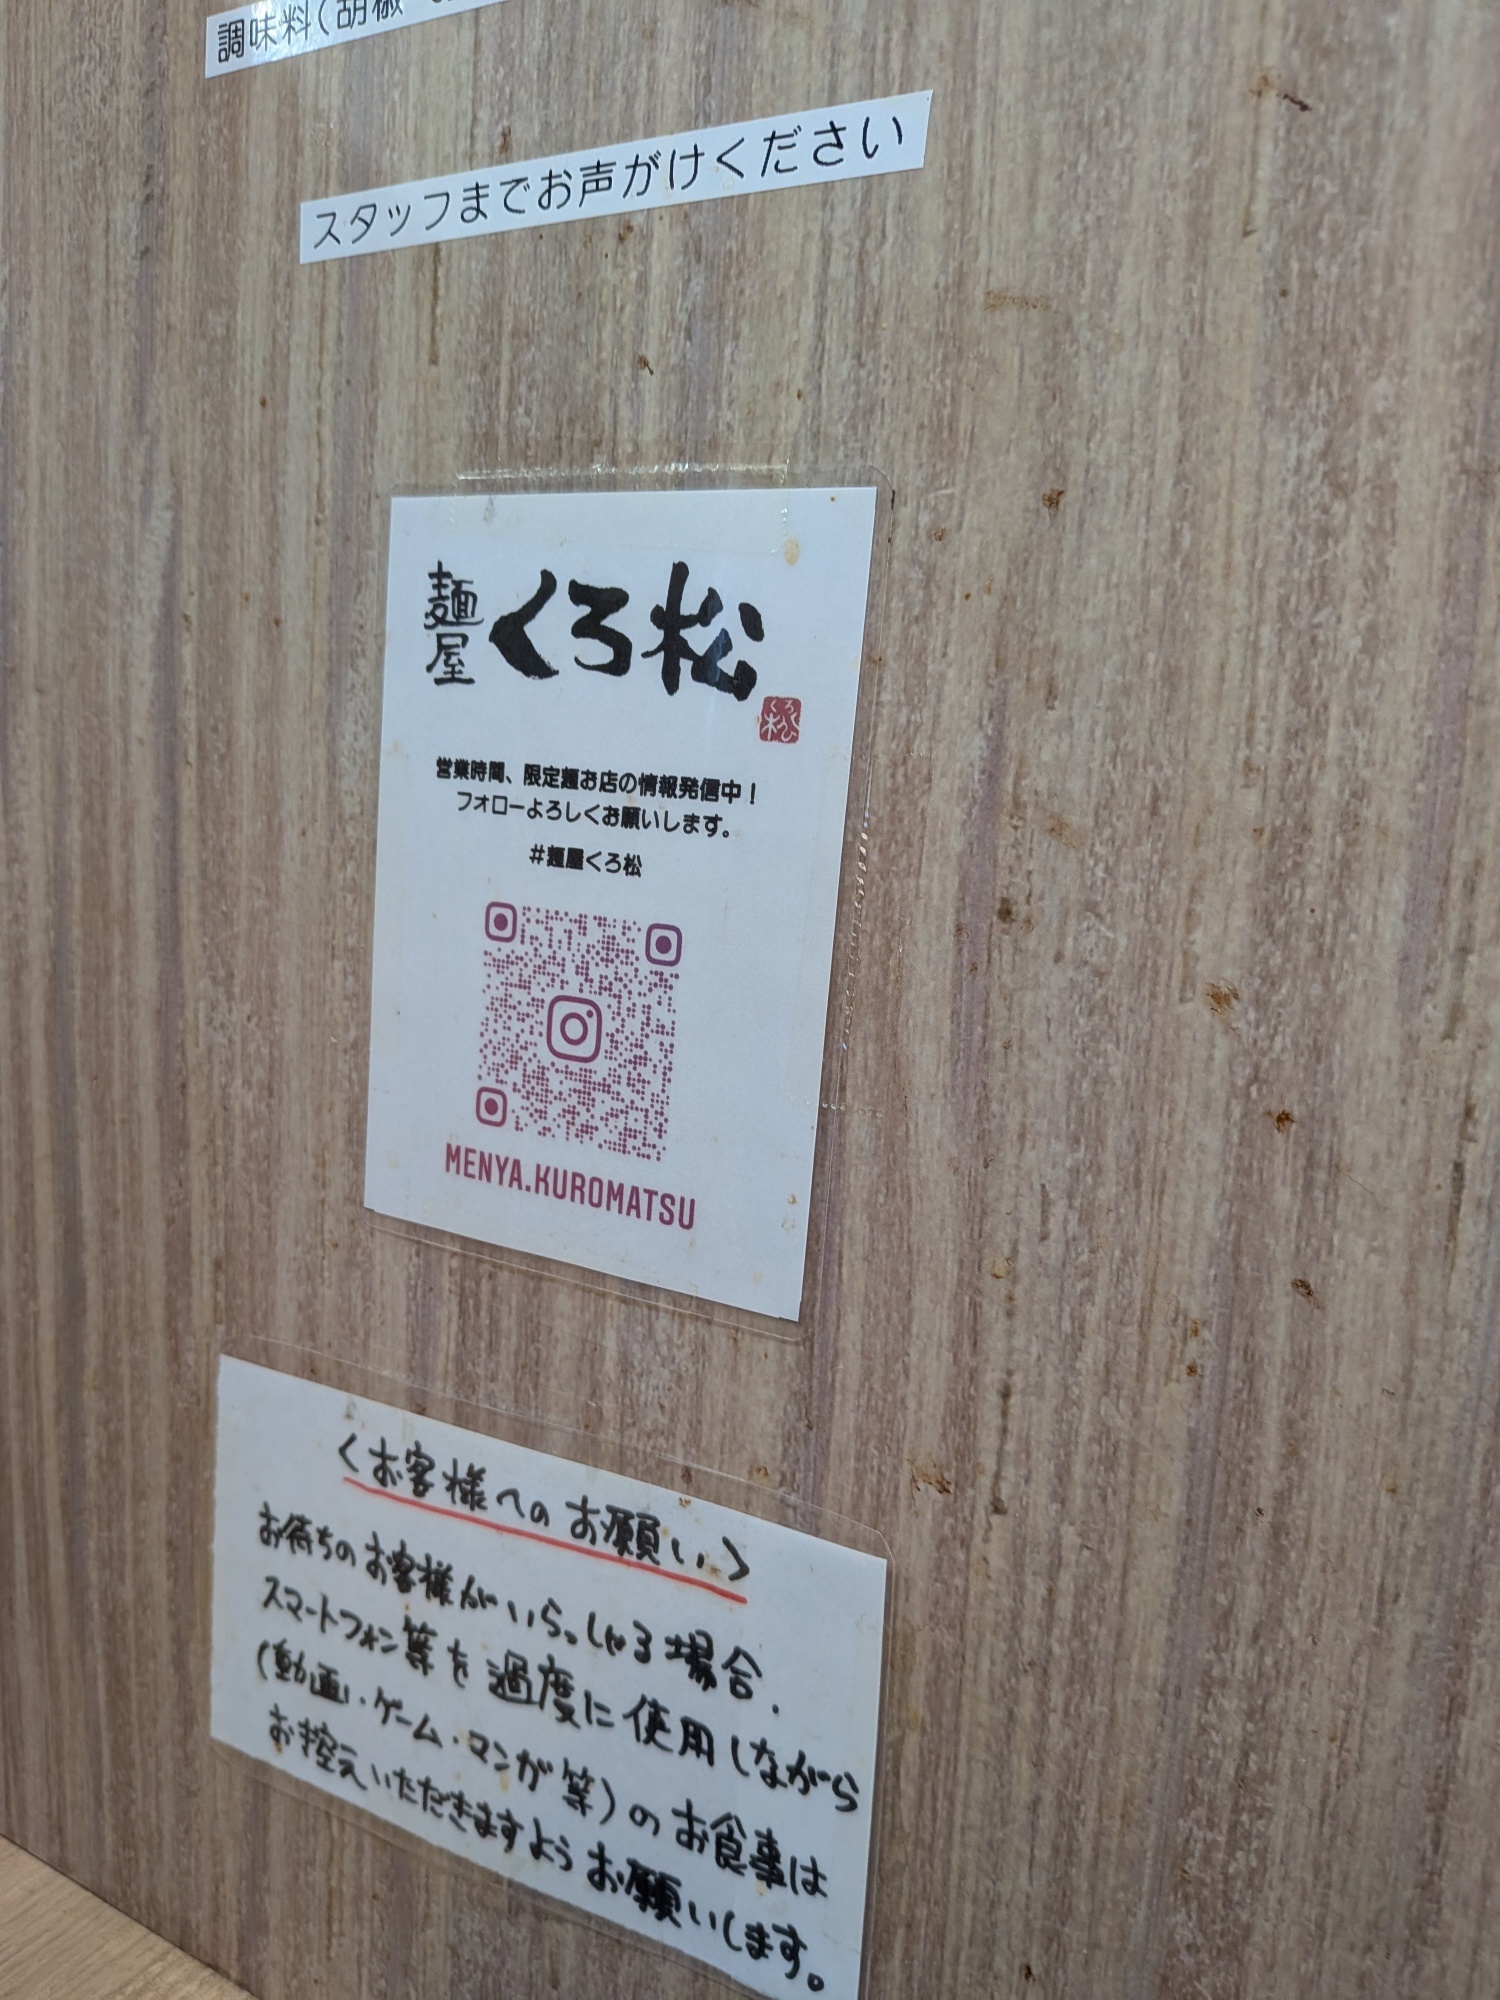 調味料(胡椒
スタッフまでお声がけください
麺屋 くろ松
くろ松
営業時間、限定麺お店の情報発信中！
フォローよろしくお願いします。
#麺屋くろ松
MENYA.KUROMATSU
<お客様へのお願い>
お待ちのお客様がいらっしゃる場合.
スマートフォン等を過度に使用しながら
(動画・ゲーム・マンガ等)のお食事は
お控えいただきますようお願いします。